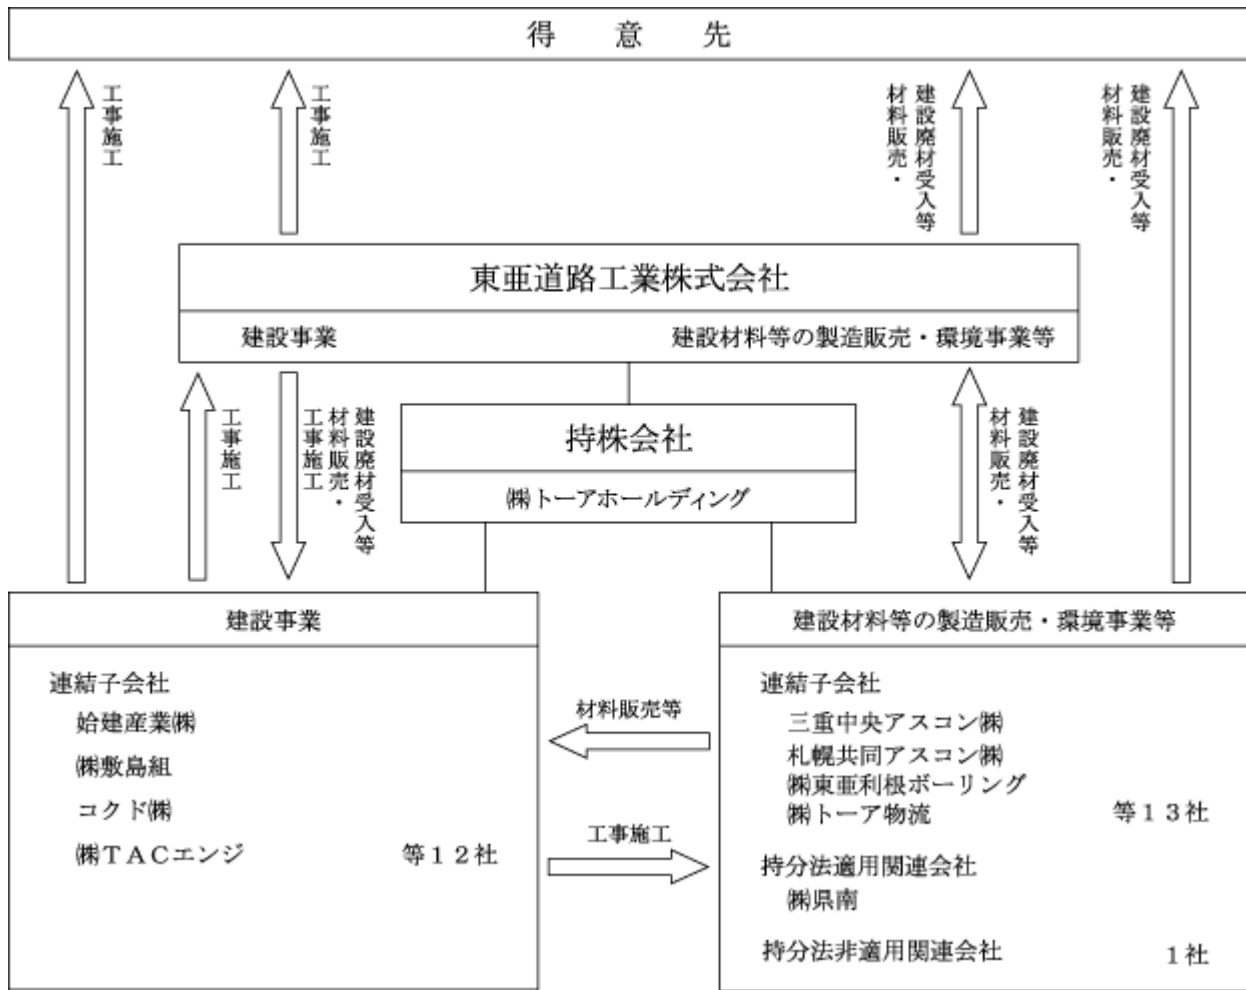 得意先
工事施工
工事施工
建設廃材受入等
材料販売・
建設廃材受入等
材料販売・
東亜道路工業株式会社
建設事業
建設材料等の製造販売・環境事業等
工事施工
建設廃材受入等
材料販売・
工事施工
持株会社
㈱トーアホールディング
建設廃材受入等
材料販売・
建設事業
連結子会社
姶建産業㈱
㈱敷島組
コクド㈱
㈱ＴＡＣエンジ 等１２社
材料販売等
工事施工
建設材料等の製造販売・環境事業等
連結子会社
三重中央アスコン㈱
札幌共同アスコン㈱
㈱東亜利根ボーリング
㈱トーア物流 等１３社
持分法適用関連会社
㈱県南
持分法非適用関連会社 １社